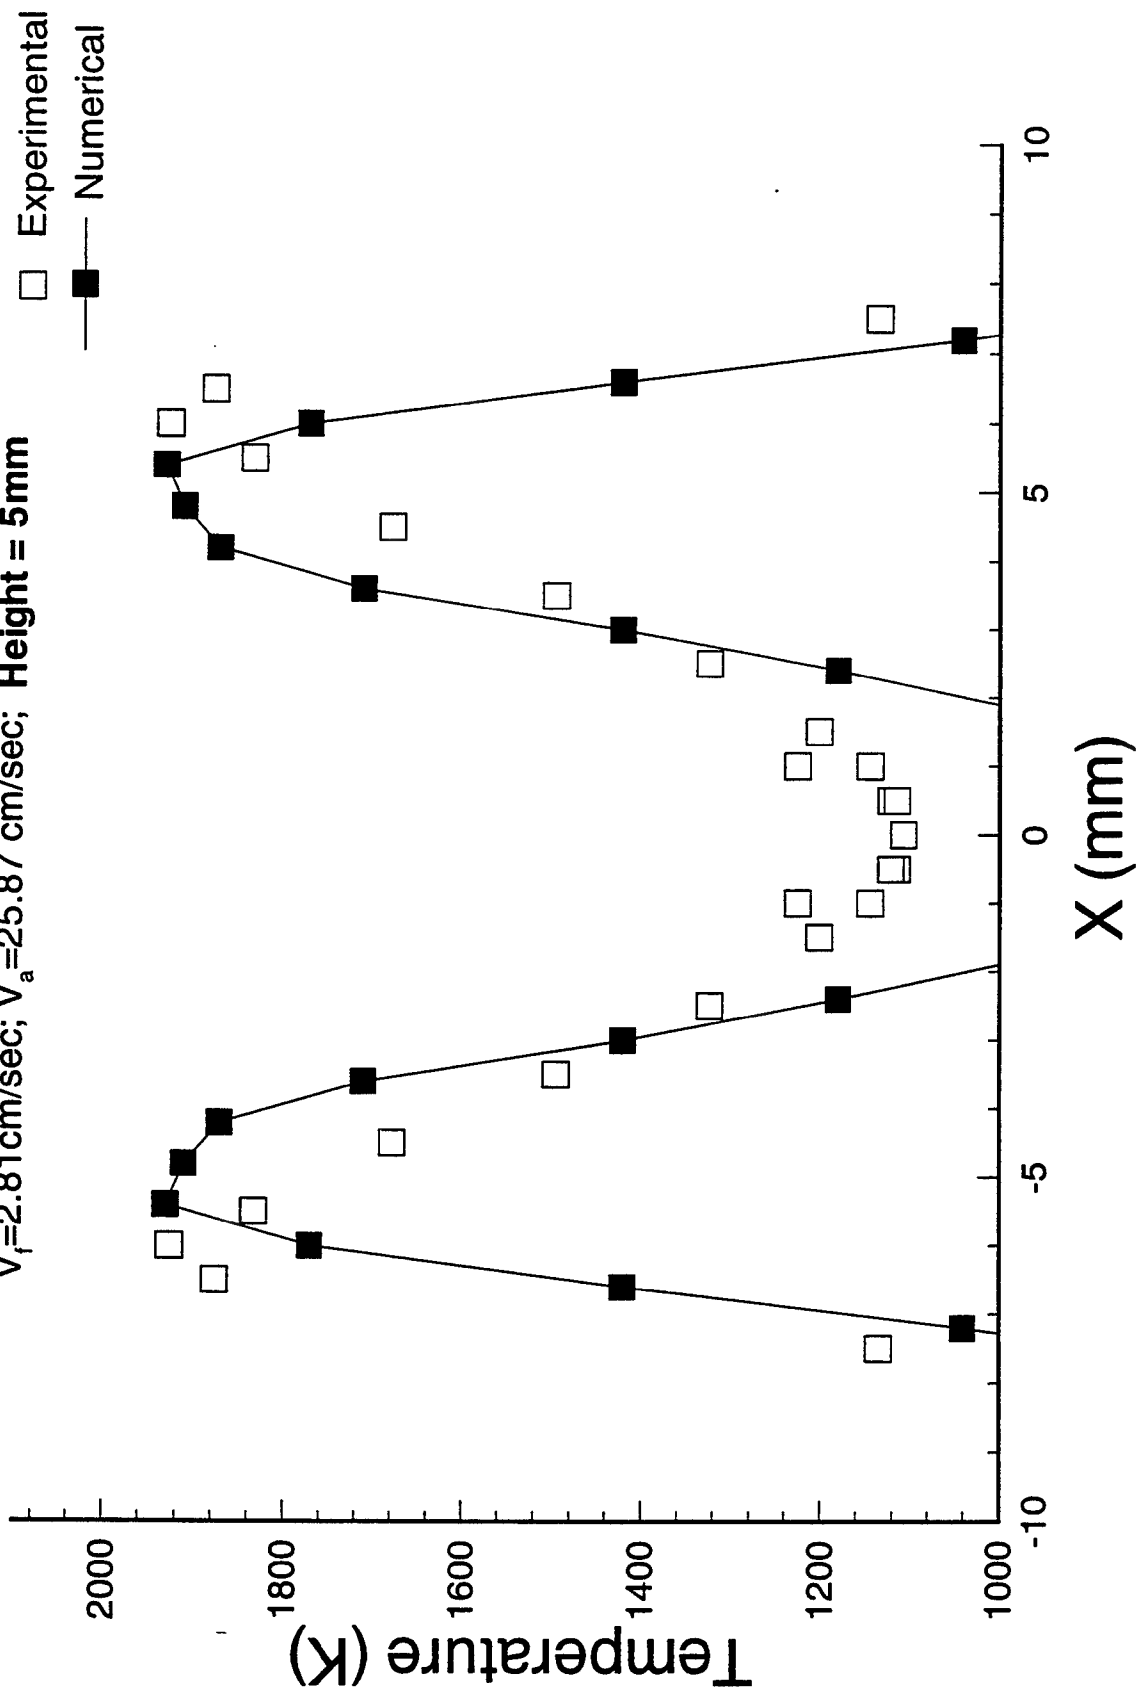 V_f=2.81cm/sec; V_a=25.87 cm/sec; Height = 5mm
Experimental
Numerical
Temperature (K)
2000
1800
1600
1400
1200
1000
-10
-5
0
5
10
X (mm)